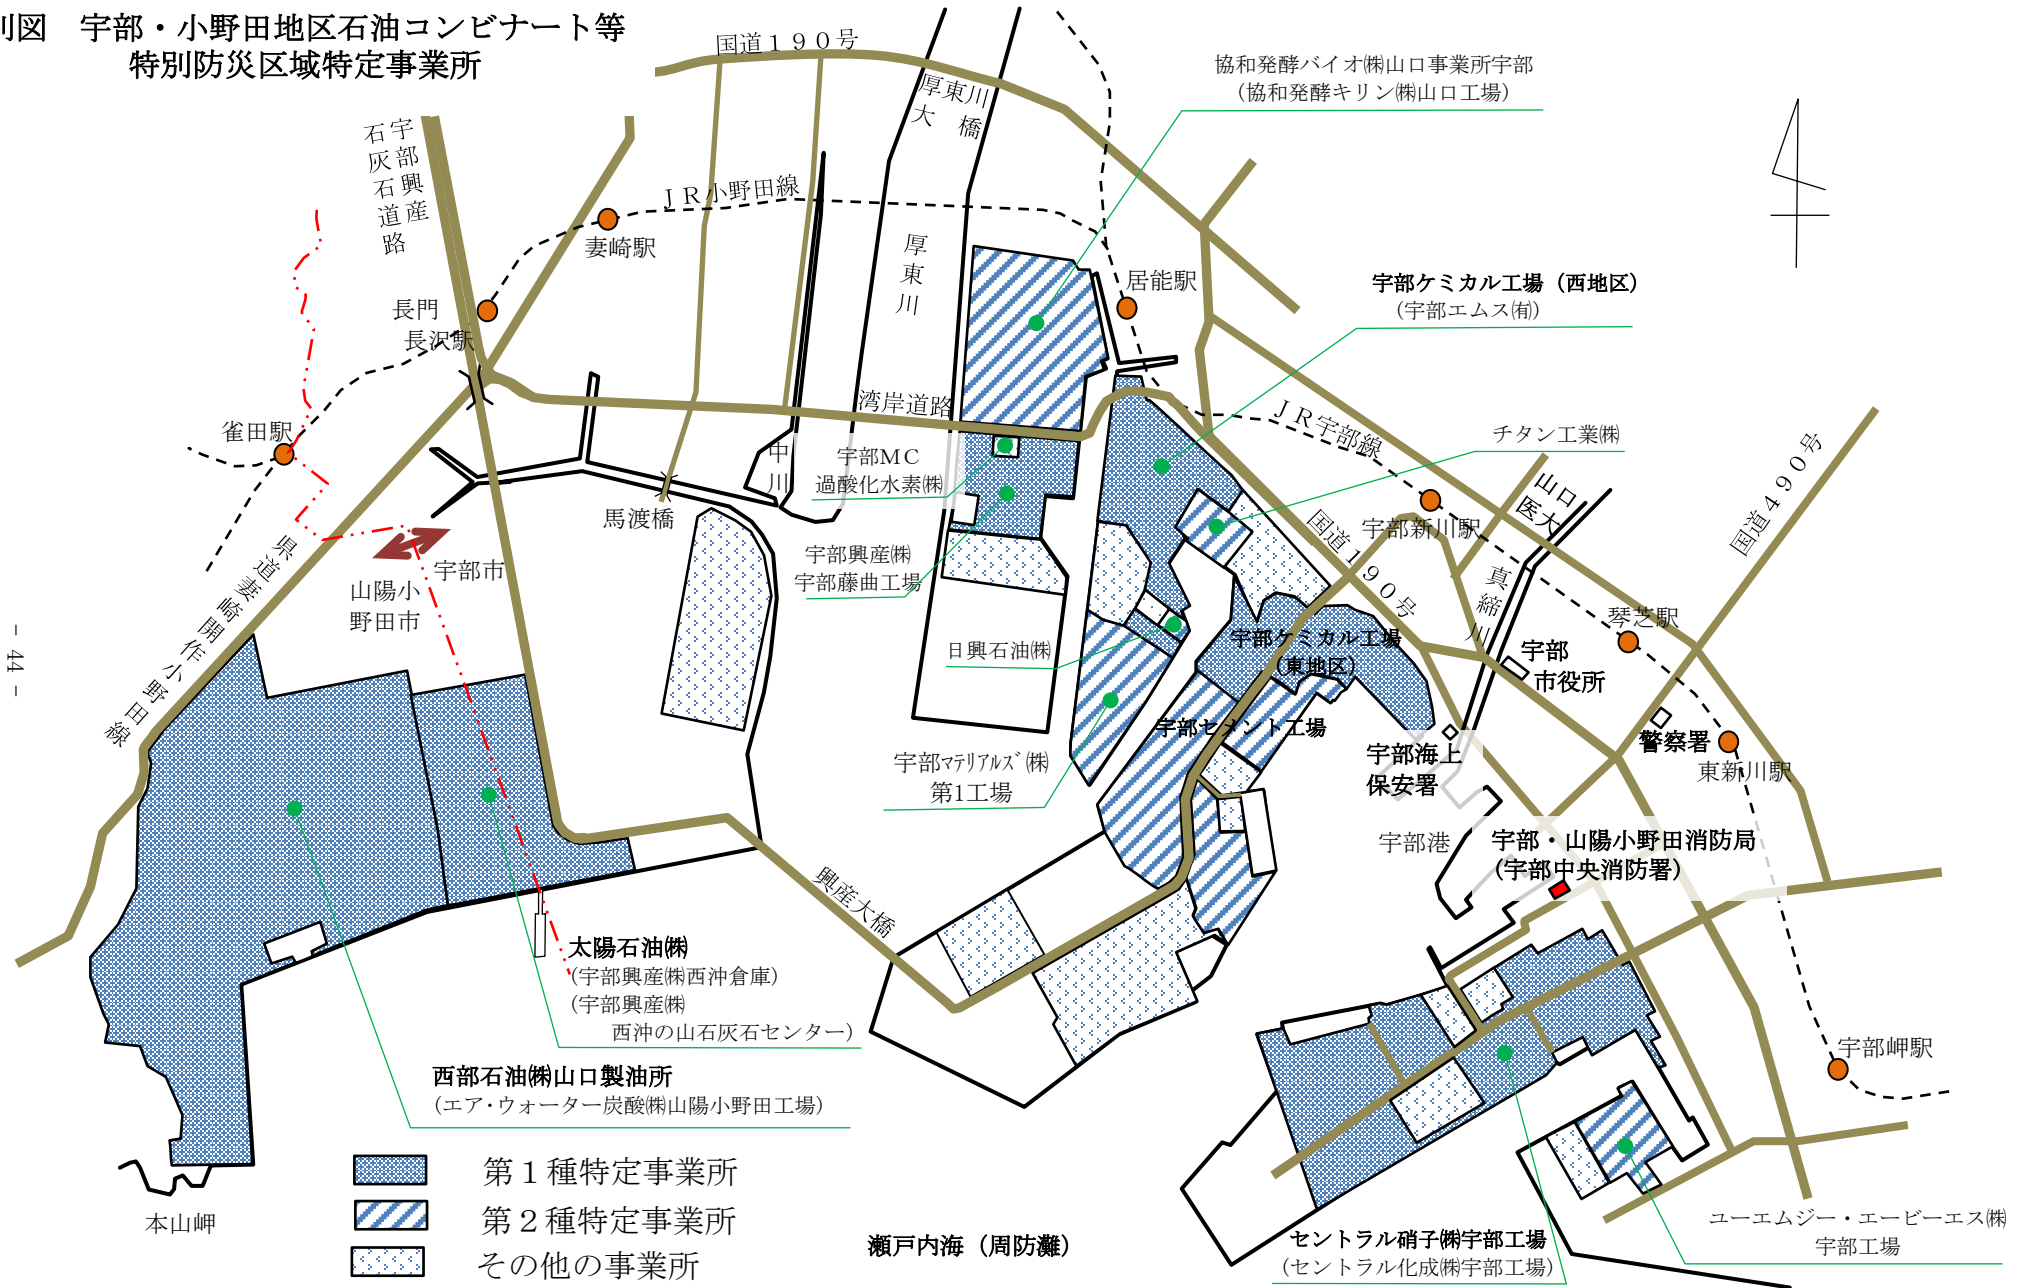 別図　宇部・小野田地区石油コンビナート等
特別防災区域特定事業所
国道１９０号
厚東川
大　橋
協和発酵バイオ㈱山口事業所宇部
（協和発酵キリン㈱山口工場）
宇部興産
石灰石道路
ＪＲ小野田線
妻崎駅
厚東川
居能駅
宇部ケミカル工場（西地区）
（宇部エムス㈲）
長門
長沢駅
湾岸道路
ＪＲ宇部線
チタン工業㈱
雀田駅
中川
宇部ＭＣ
過酸化水素㈱
山口
医大
国道４９０号
馬渡橋
宇部新川駅
国道１９０号
県道妻崎開作小野田線
宇部市
山陽小
野田市
宇部興産㈱
宇部藤曲工場
真締川
琴芝駅
日興石油㈱
宇部ケミカル工場
（東地区）
宇部
市役所
－ 44 －
宇部セメント工場
宇部ﾏﾃﾘｱﾙｽﾞ㈱
第1工場
宇部海上
保安署
警察署
東新川駅
宇部港
宇部・山陽小野田消防局
（宇部中央消防署）
興産大橋
太陽石油㈱
（宇部興産㈱西沖倉庫）
（宇部興産㈱
西沖の山石灰石センター）
宇部岬駅
西部石油㈱山口製油所
（エア・ウォーター炭酸㈱山陽小野田工場）
第１種特定事業所
第２種特定事業所
その他の事業所
本山岬
瀬戸内海（周防灘）
セントラル硝子㈱宇部工場
（セントラル化成㈱宇部工場）
ユーエムジー・エービーエス㈱
宇部工場